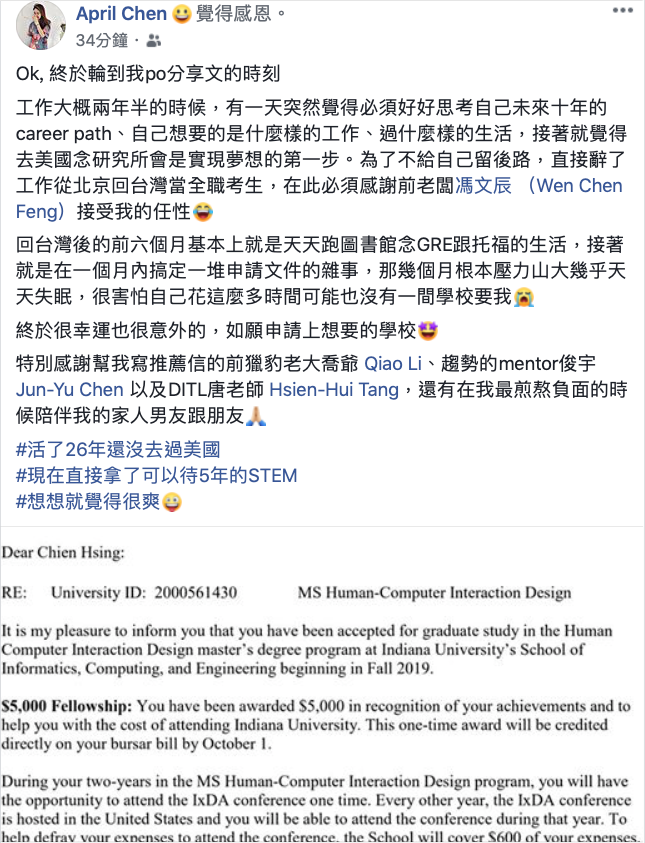 April Chen 😀 覺得感恩。
34分鐘 ·
Ok, 終於輪到我po分享文的時刻
工作大概兩年半的時候，有一天突然覺得必須好好思考自己未來十年的
career path、自己想要的是什麼樣的工作、過什麼樣的生活，接著就覺得
去美國念研究所會是實現夢想的第一步。為了不給自己留後路，直接辭了
工作從北京回台灣當全職考生，在此必須感謝前老闆馮文辰 （Wen Chen
Feng）接受我的任性😂
回台灣後的前六個月基本上就是天天跑圖書館念GRE跟托福的生活，接著
就是在一個月內搞定一堆申請文件的雜事，那幾個月根本壓力山大幾乎天
天失眠，很害怕自己花這麼多時間可能也沒有一間學校要我😭
終於很幸運也很意外的，如願申請上想要的學校🤩
特別感謝幫我寫推薦信的前獵豹老大喬爺 Qiao Li、趨勢的mentor俊宇
Jun-Yu Chen 以及DITL唐老師 Hsien-Hui Tang，還有在我最煎熬負面的時
候陪伴我的家人男友跟朋友🙏🏼
#活了26年還沒去過美國
#現在直接拿了可以待5年的STEM
#想想就覺得很爽😀
Dear Chien Hsing:
RE: University ID: 2000561430 MS Human-Computer Interaction Design
It is my pleasure to inform you that you have been accepted for graduate study in the Human
Computer Interaction Design master's degree program at Indiana University's School of
Informatics, Computing, and Engineering beginning in Fall 2019.
$5,000 Fellowship: You have been awarded $5,000 in recognition of your achievements and to
help you with the cost of attending Indiana University. This one-time award will be credited
directly on your bursar bill by October 1.
During your two-years in the MS Human-Computer Interaction Design program, you will have
the opportunity to attend the IxDA conference one time. Every other year, the IxDA conference
is hosted in the United States and you will be able to attend the conference during that year. To
help defray your expenses to attend the conference, the School will cover $600 of your expenses.